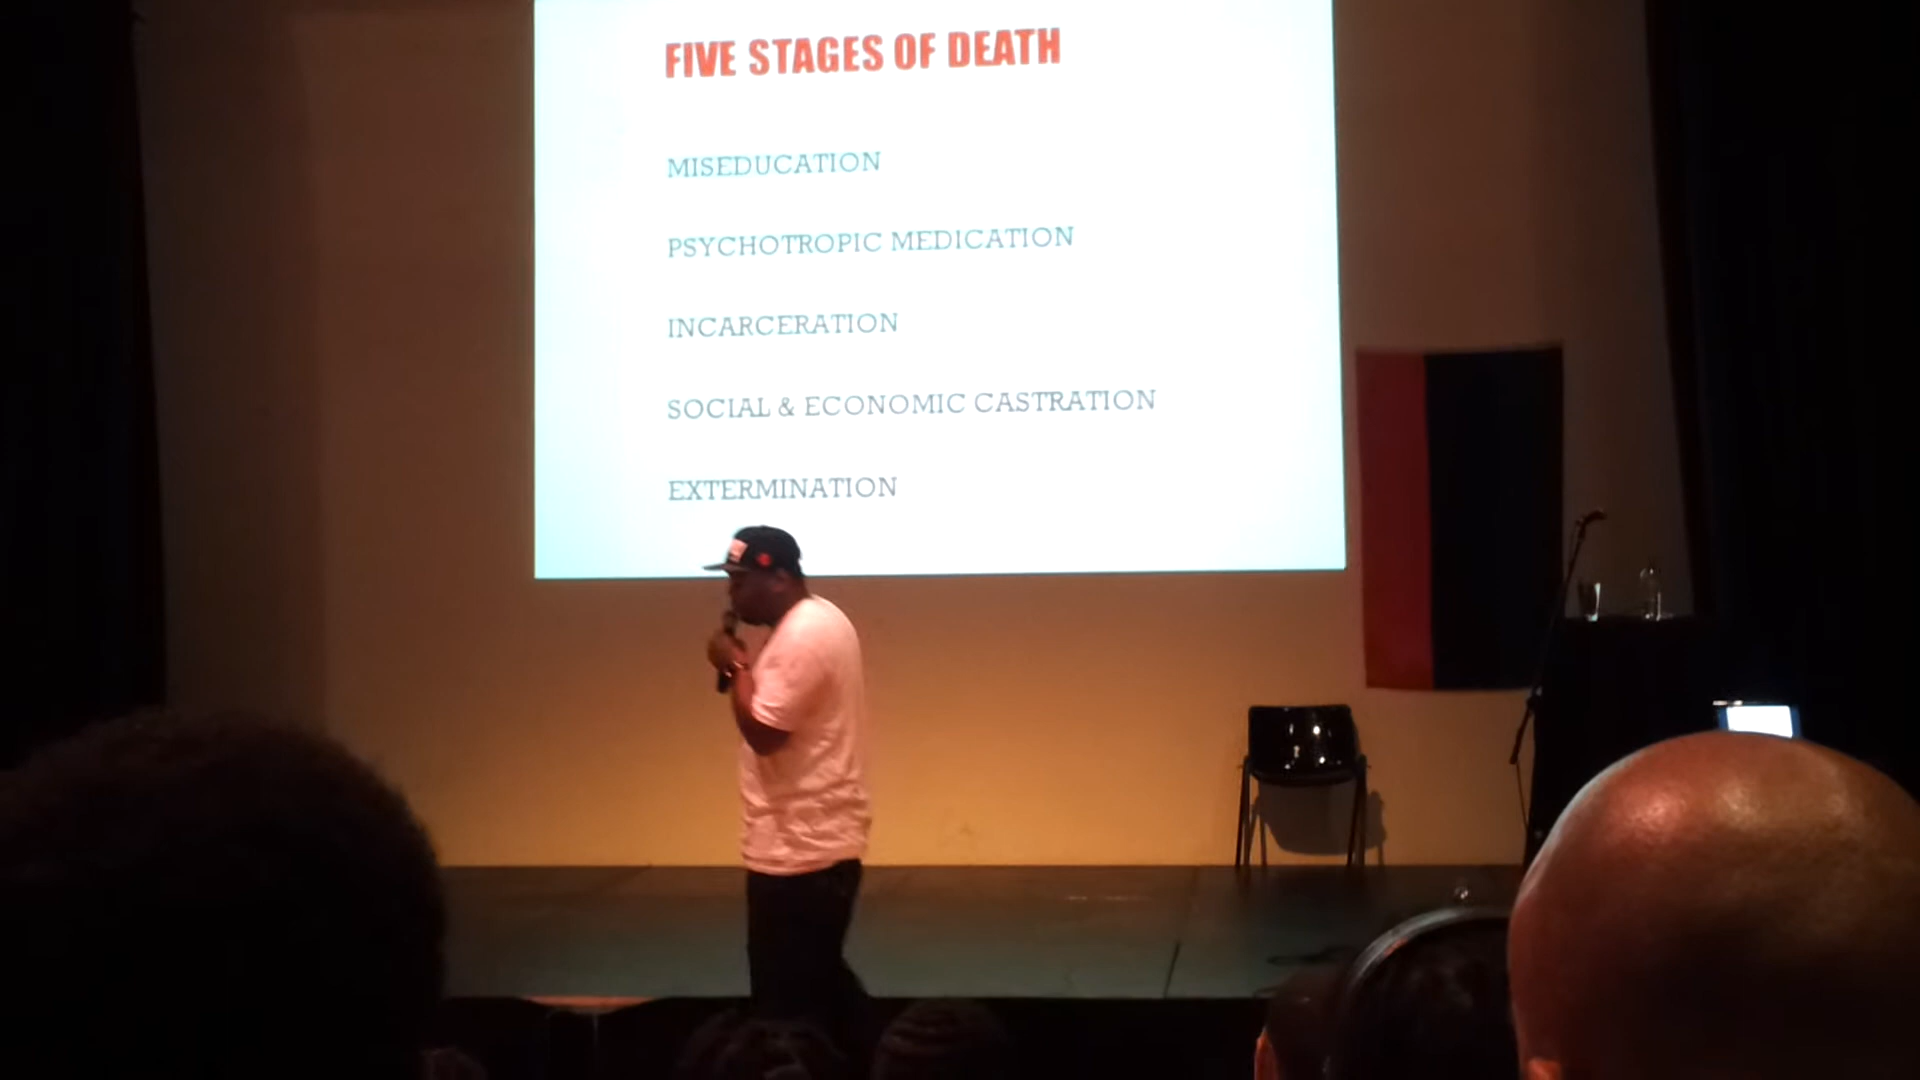 FIVE STAGES OF DEATH
MISEDUCATION
PSYCHOTROPIC MEDICATION
INCARCERATION
SOCIAL & ECONOMIC CASTRATION
EXTERMINATION